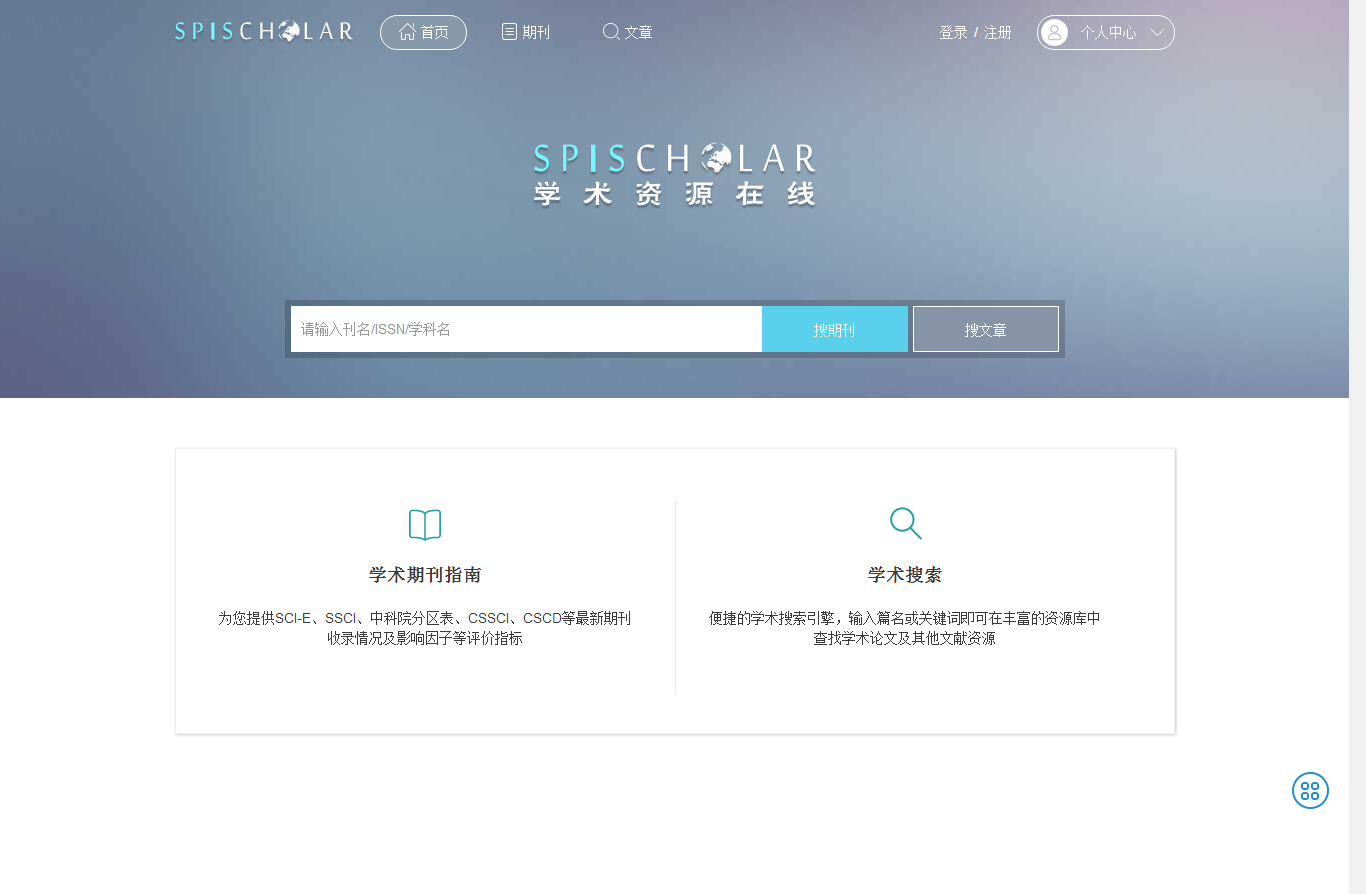 SPISCHOLAR 首页 期刊 文章 登录 / 注册 个人中心
SPISCHOLAR
学术资源在线
请输入刊名/ISSN/学科名 搜期刊 搜文章
学术期刊指南
为您提供SCI-E、SSCI、中科院分区表、CSSCI、CSCD等最新期刊
收录情况及影响因子等评价指标
学术搜索
便捷的学术搜索引擎，输入篇名或关键词即可在丰富的资源库中
查找学术论文及其他文献资源